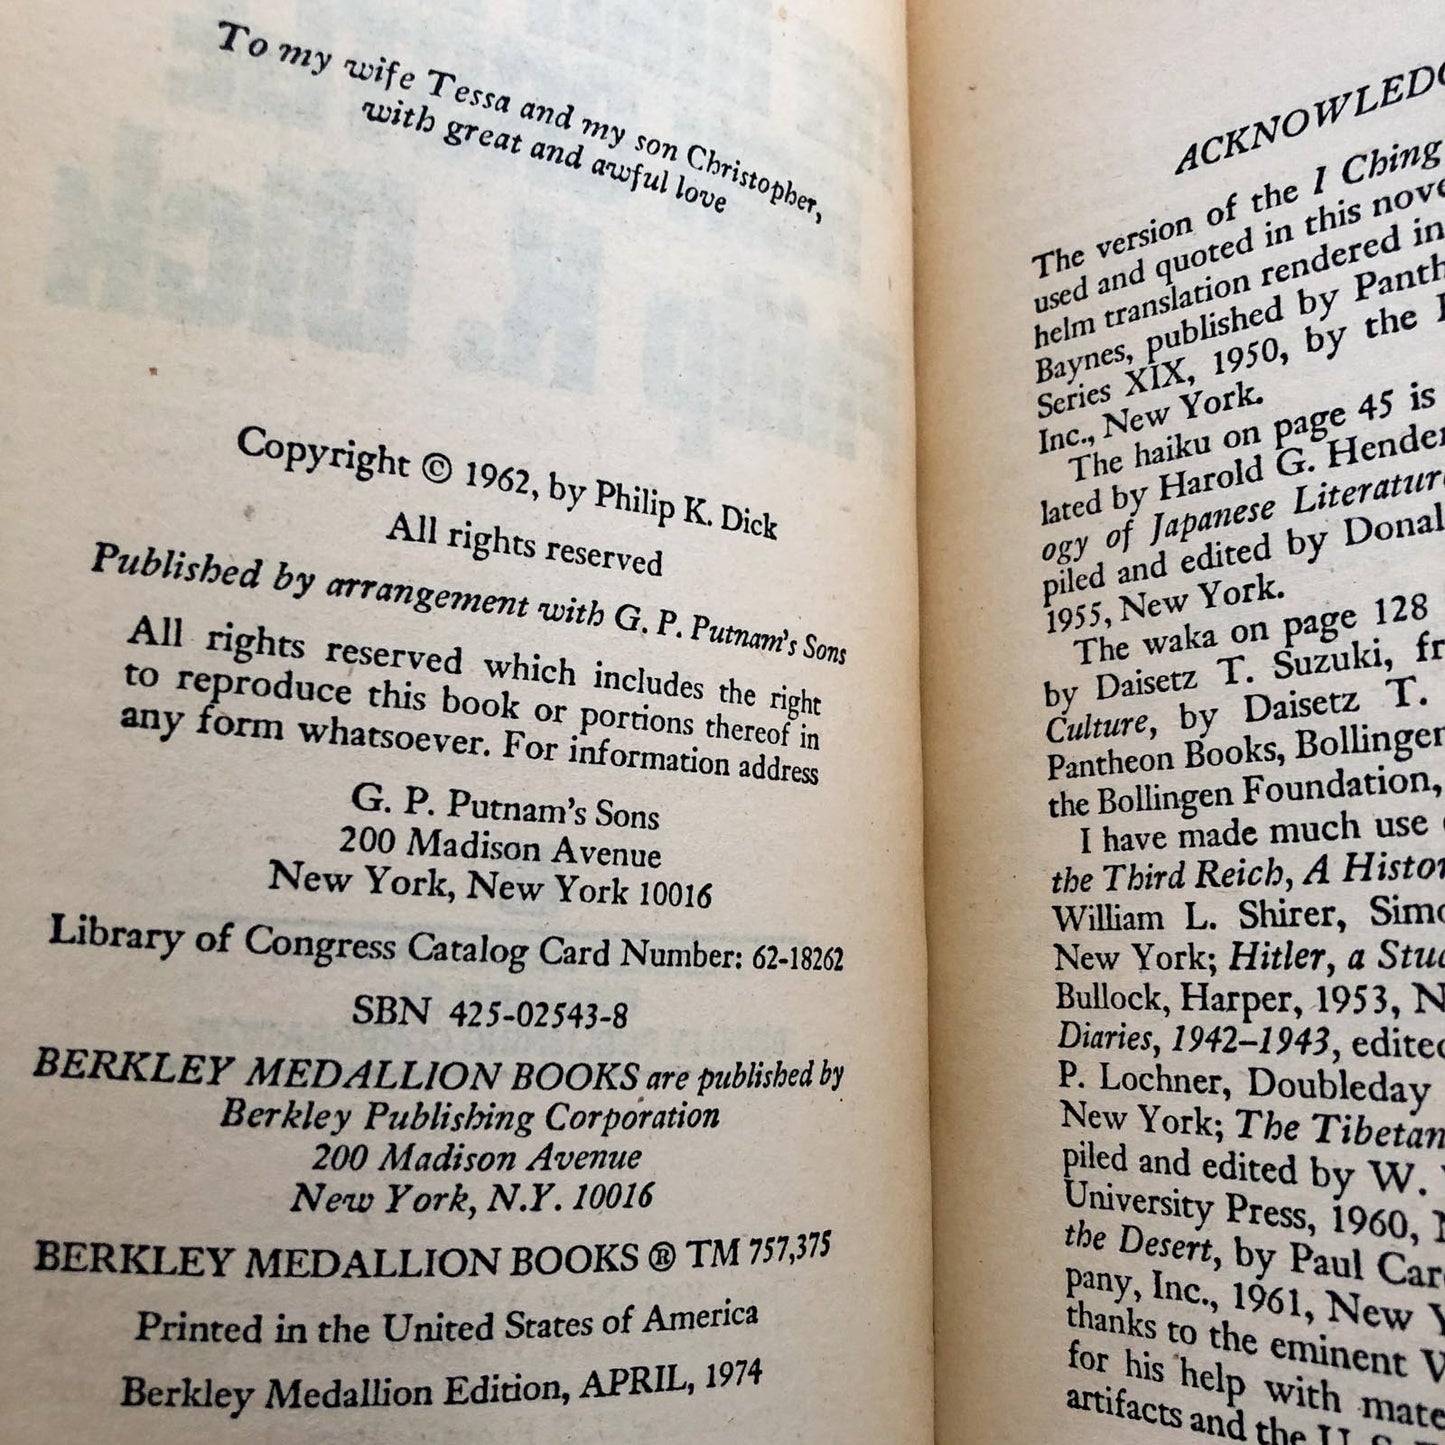 To my wife Tessa and my son Christopher,
with great and awful love
Copyright © 1962, by Philip K. Dick
All rights reserved
Published by arrangement with G. P. Putnam's Sons
All rights reserved which includes the right
to reproduce this book or portions thereof in
any form whatsoever. For information address
G. P. Putnam's Sons
200 Madison Avenue
New York, New York 10016
Library of Congress Catalog Card Number: 62-18262
SBN 425-02543-8
BERKLEY MEDALLION BOOKS are published by
Berkley Publishing Corporation
200 Madison Avenue
New York, N.Y. 10016
BERKLEY MEDALLION BOOKS ® TM 757,375
Printed in the United States of America
Berkley Medallion Edition, APRIL, 1974
ACKNOWLEDG
The version of the I Ching
used and quoted in this nove
helm translation rendered in
Baynes, published by Panth
Series XIX, 1950, by the
Inc., New York.
The haiku on page 45 is
lated by Harold G. Hender
ogy of Japanese Literature
piled and edited by Donal
1955, New York.
The waka on page 128
by Daisetz T. Suzuki, fr
Culture, by Daisetz T.
Pantheon Books, Bollingen
the Bollingen Foundation,
I have made much use
the Third Reich, A Histor
William L. Shirer, Simo
New York; Hitler, a Stud
Bullock, Harper, 1953, N
Diaries, 1942–1943, edited
P. Lochner, Doubleday
New York; The Tibetan
piled and edited by W.
University Press, 1960, N
the Desert, by Paul Care
pany, Inc., 1961, New Y
thanks to the eminent W
for his help with mate
artifacts and the U. S.